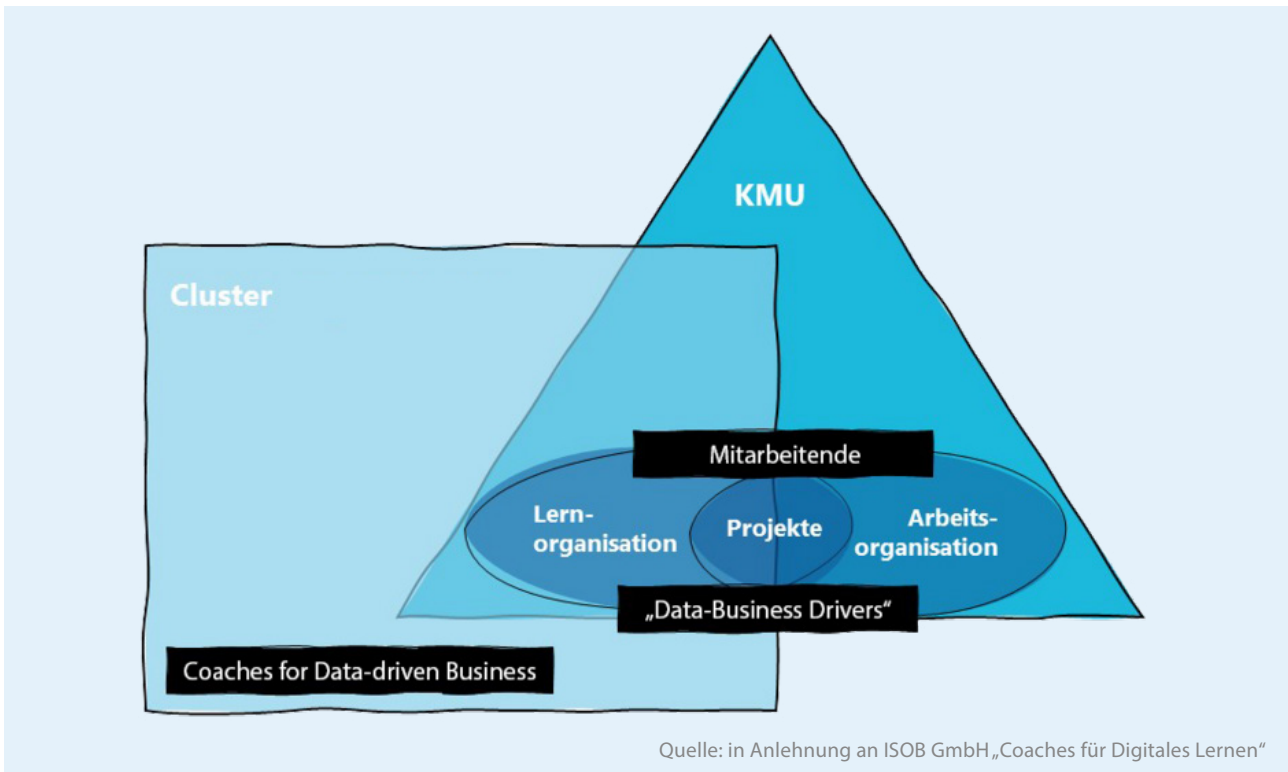 KMU
Cluster
Mitarbeitende
Lern-
organisation
Projekte
Arbeits-
organisation
„Data-Business Drivers“
Coaches for Data-driven Business
Quelle: in Anlehnung an ISOB GmbH „Coaches für Digitales Lernen“